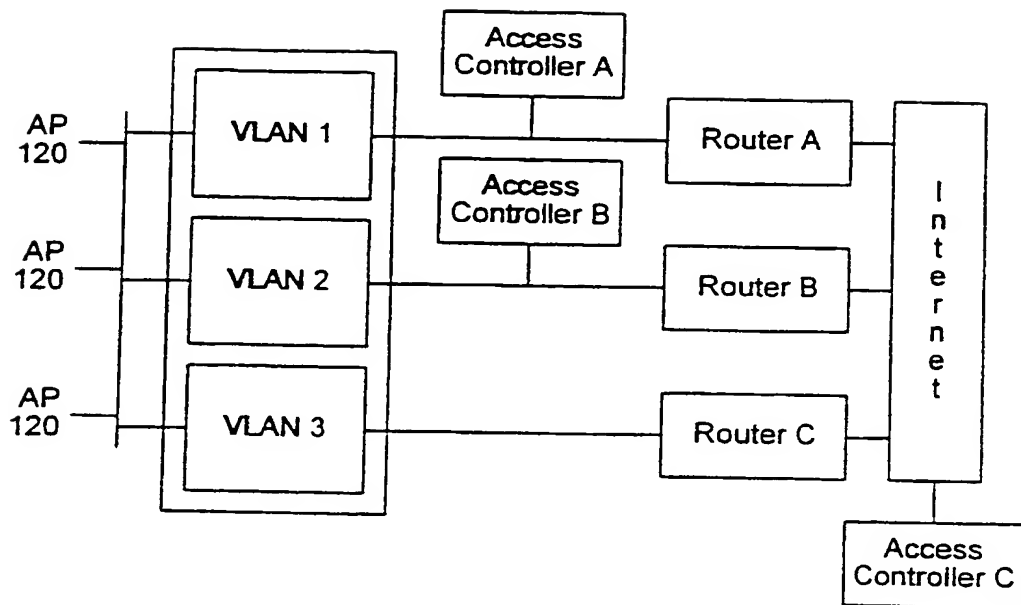 Access
Controller A
AP
120
VLAN 1
Router A
Access
Controller B
AP
120
VLAN 2
Router B
Internet
AP
120
VLAN 3
Router C
Access
Controller C